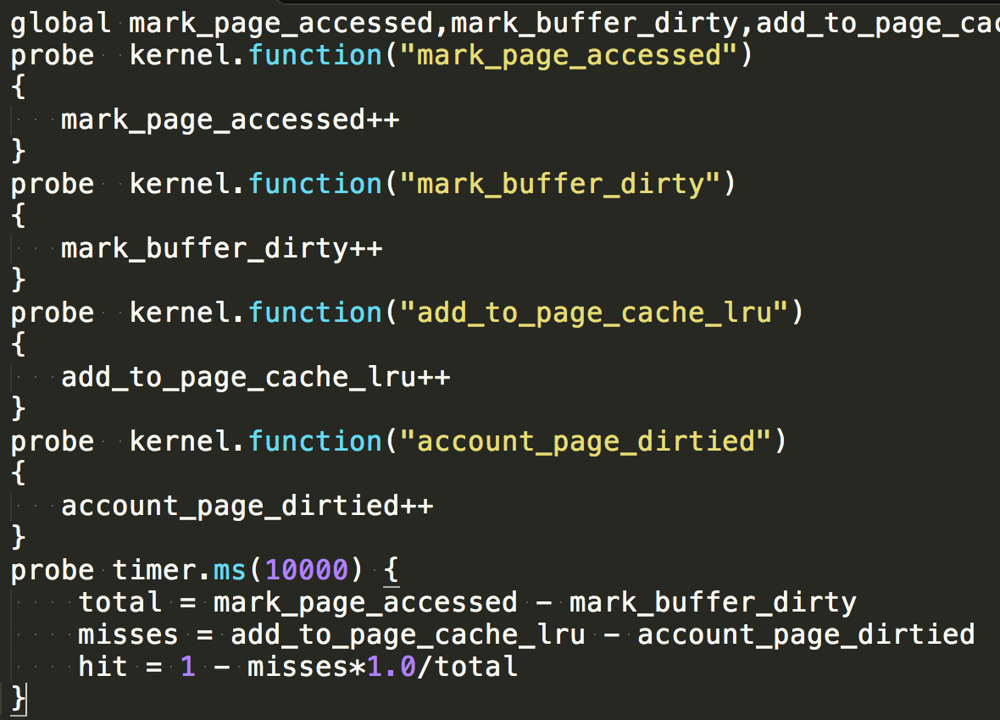 global mark_page_accessed,mark_buffer_dirty,add_to_page_cac
probe   kernel.function("mark_page_accessed")
{
   mark_page_accessed++
}
probe   kernel.function("mark_buffer_dirty")
{
   mark_buffer_dirty++
}
probe   kernel.function("add_to_page_cache_lru")
{
   add_to_page_cache_lru++
}
probe   kernel.function("account_page_dirtied")
{
   account_page_dirtied++
}
probe timer.ms(10000) {
    total = mark_page_accessed - mark_buffer_dirty
    misses = add_to_page_cache_lru - account_page_dirtied
    hit = 1 - misses*1.0/total
}